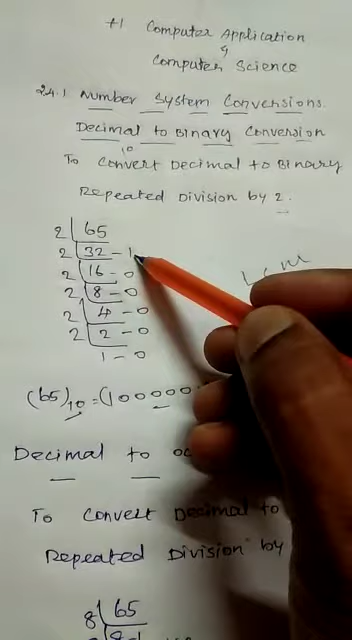 +1 Computer Application
&
Computer Science
2.4.1 Number System Conversions.
Decimal to Binary Conversion
10
To Convert Decimal to Binary
Repeated Division by 2.
2 65
2 32 - 1
2 16 - 0
2 8 - 0
2 4 - 0
2 2 - 0
1 - 0
LCM
(65)10 = (100000
Decimal to oc
To Convert Decimal to
Repeated Division by
8 65